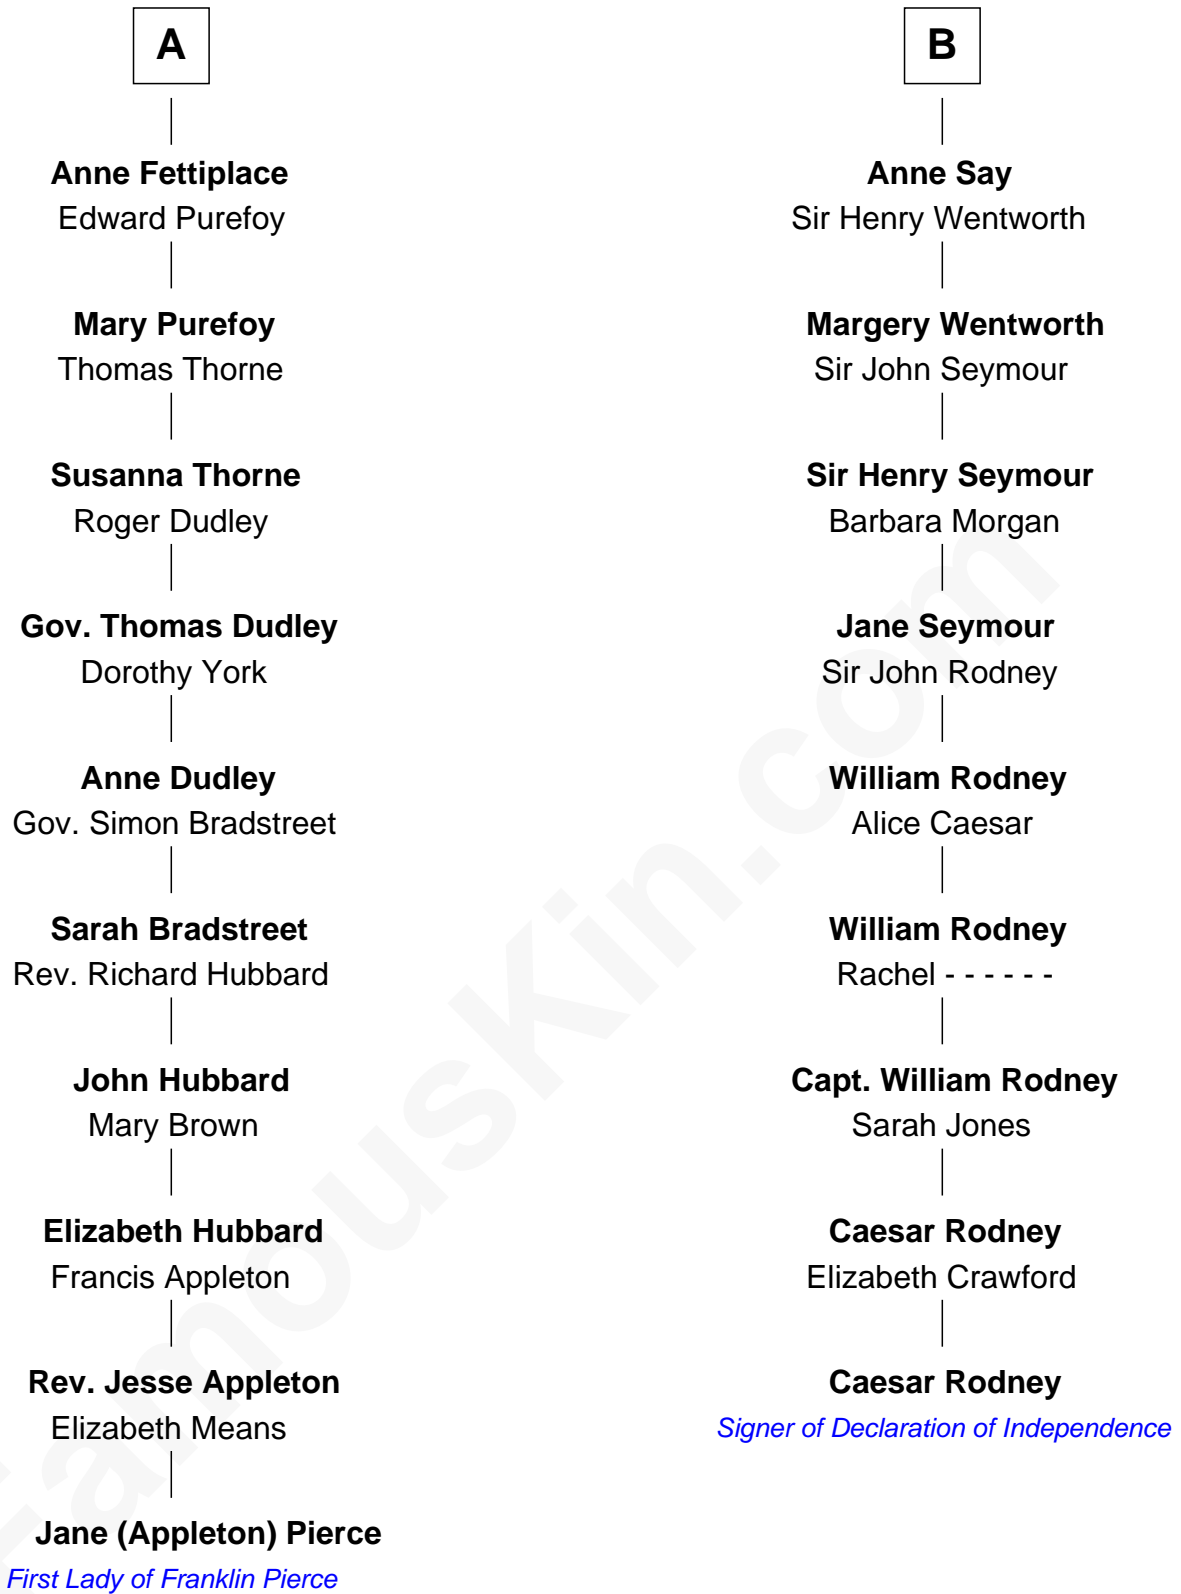 A
Anne Fettiplace
Edward Purefoy
Mary Purefoy
Thomas Thorne
Susanna Thorne
Roger Dudley
Gov. Thomas Dudley
Dorothy York
Anne Dudley
Gov. Simon Bradstreet
Sarah Bradstreet
Rev. Richard Hubbard
John Hubbard
Mary Brown
Elizabeth Hubbard
Francis Appleton
Rev. Jesse Appleton
Elizabeth Means
Jane (Appleton) Pierce
First Lady of Franklin Pierce
B
Anne Say
Sir Henry Wentworth
Margery Wentworth
Sir John Seymour
Sir Henry Seymour
Barbara Morgan
Jane Seymour
Sir John Rodney
William Rodney
Alice Caesar
William Rodney
Rachel - - - - - -
Capt. William Rodney
Sarah Jones
Caesar Rodney
Elizabeth Crawford
Caesar Rodney
Signer of Declaration of Independence
FamousKin.com